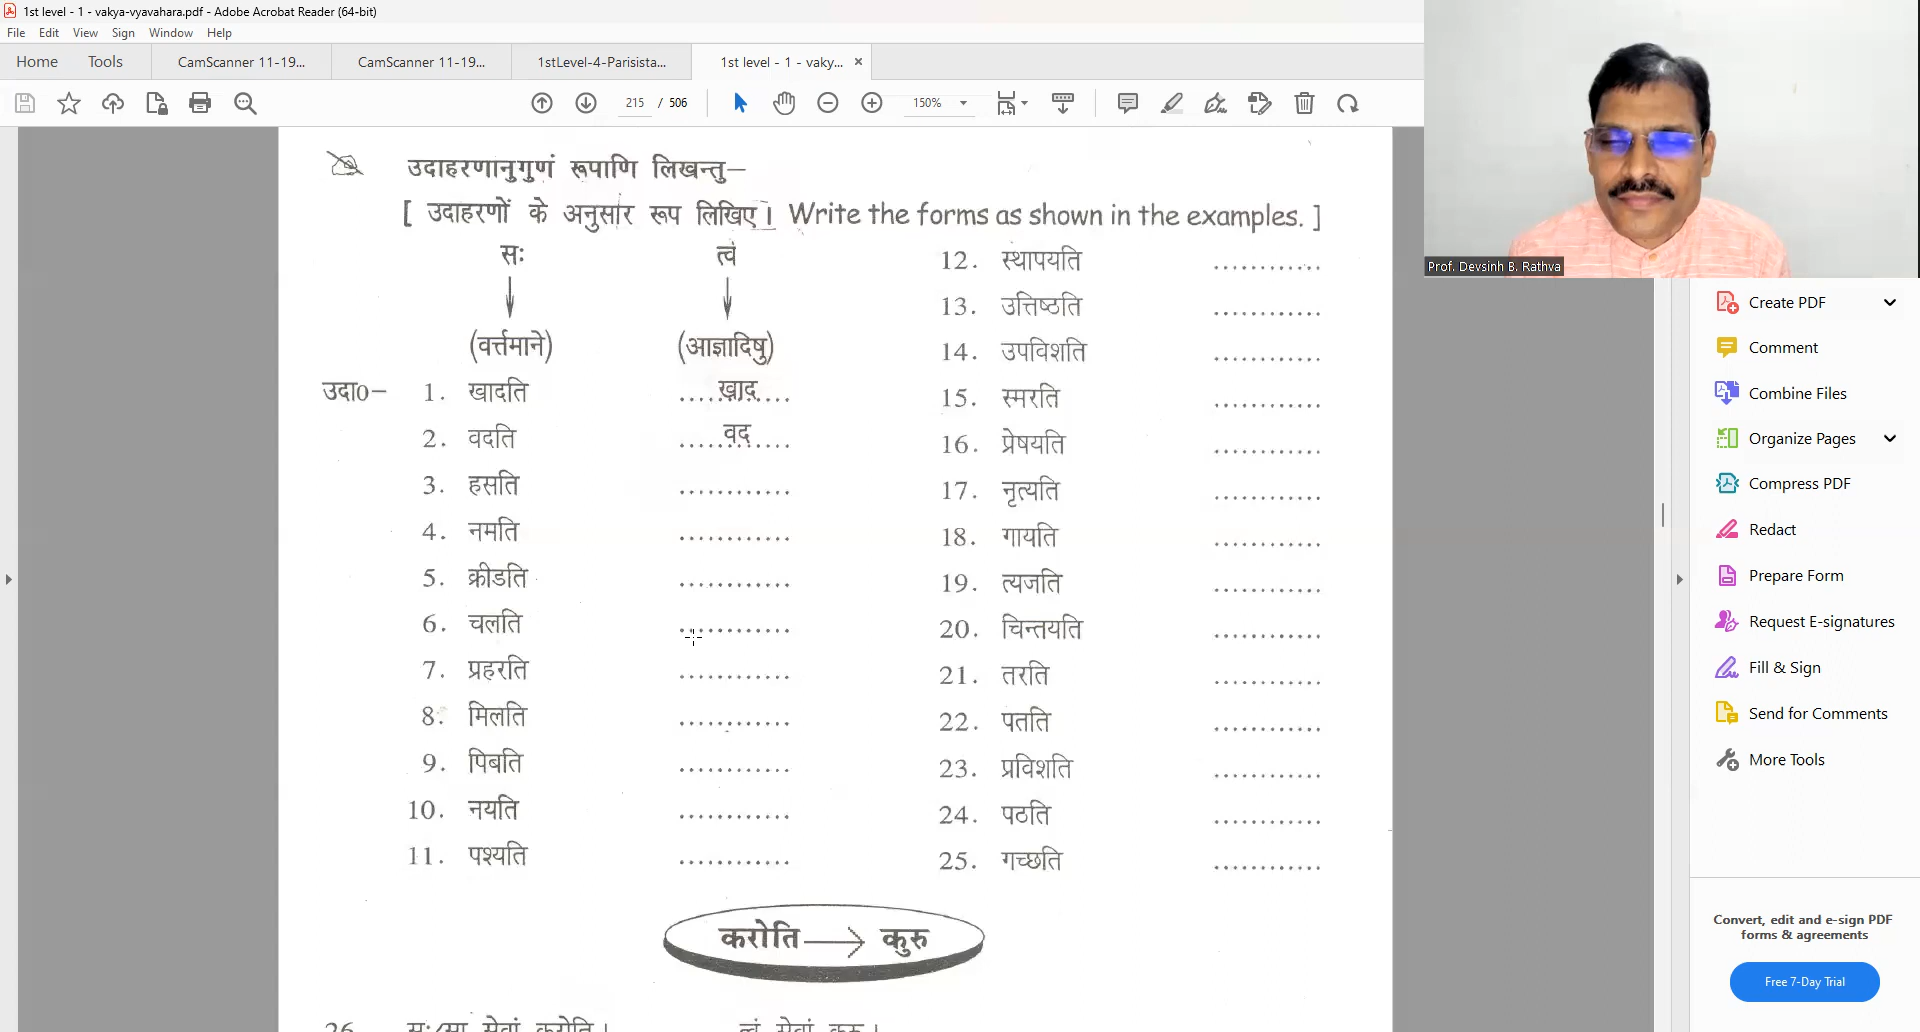 1st level - 1 - vakya-vyavahara.pdf - Adobe Acrobat Reader (64-bit)
File Edit View Sign Window Help
Home Tools CamScanner 11-19... CamScanner 11-19... 1stLevel-4-Parisista... 1st level - 1 - vaky...
215 / 506 150%
उदाहरणानुगुणं रूपाणि लिखन्तु—
[ उदाहरणों के अनुसार रूप लिखिए। Write the forms as shown in the examples. ]
सः त्वं
(वर्त्तमाने) (आज्ञादिषु)
उदा०— 1. खादति ....खाद....
2. वदति ....वद....
3. हसति ...........
4. नमति ...........
5. क्रीडति ...........
6. चलति ...........
7. प्रहरति ...........
8. मिलति ...........
9. पिबति ...........
10. नयति ...........
11. पश्यति ...........
12. स्थापयति ...........
13. उत्तिष्ठति ...........
14. उपविशति ...........
15. स्मरति ...........
16. प्रेषयति ...........
17. नृत्यति ...........
18. गायति ...........
19. त्यजति ...........
20. चिन्तयति ...........
21. तरति ...........
22. पतति ...........
23. प्रविशति ...........
24. पठति ...........
25. गच्छति ...........
करोति → कुरु
26. सः/सा सेवां करोति। त्वं सेवां कुरु।
Prof. Devsinh B. Rathva
Create PDF
Comment
Combine Files
Organize Pages
Compress PDF
Redact
Prepare Form
Request E-signatures
Fill & Sign
Send for Comments
More Tools
Convert, edit and e-sign PDF
forms & agreements
Free 7-Day Trial